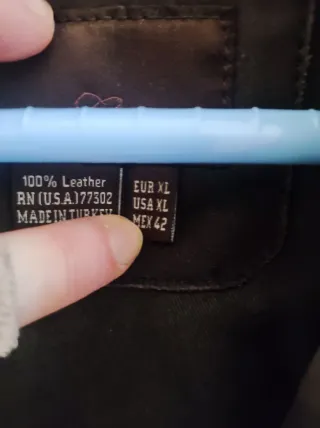 100% Leather
RN (U.S.A.) 77302
MADE IN TURKEY
EUR XL
USA XL
MEX 42